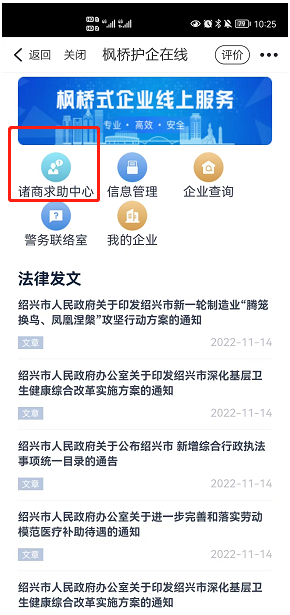 HD 4G HD 4G 79 10:25
返回 关闭 枫桥护企在线 评价
枫桥式企业线上服务
专业·高效·安全
诸商求助中心 信息管理 企业查询
警务联络室 我的企业
法律发文
绍兴市人民政府关于印发绍兴市新一轮制造业“腾笼
换鸟、凤凰涅槃”攻坚行动方案的通知
文章 2022-11-14
绍兴市人民政府办公室关于印发绍兴市深化基层卫
生健康综合改革实施方案的通知
文章 2022-11-14
绍兴市人民政府关于公布绍兴市 新增综合行政执法
事项统一目录的通告
文章 2022-11-14
绍兴市人民政府办公室关于进一步完善和落实劳动
模范医疗补助待遇的通知
文章 2022-11-14
绍兴市人民政府办公室关于印发绍兴市深化基层卫
生健康综合改革实施方案的通知